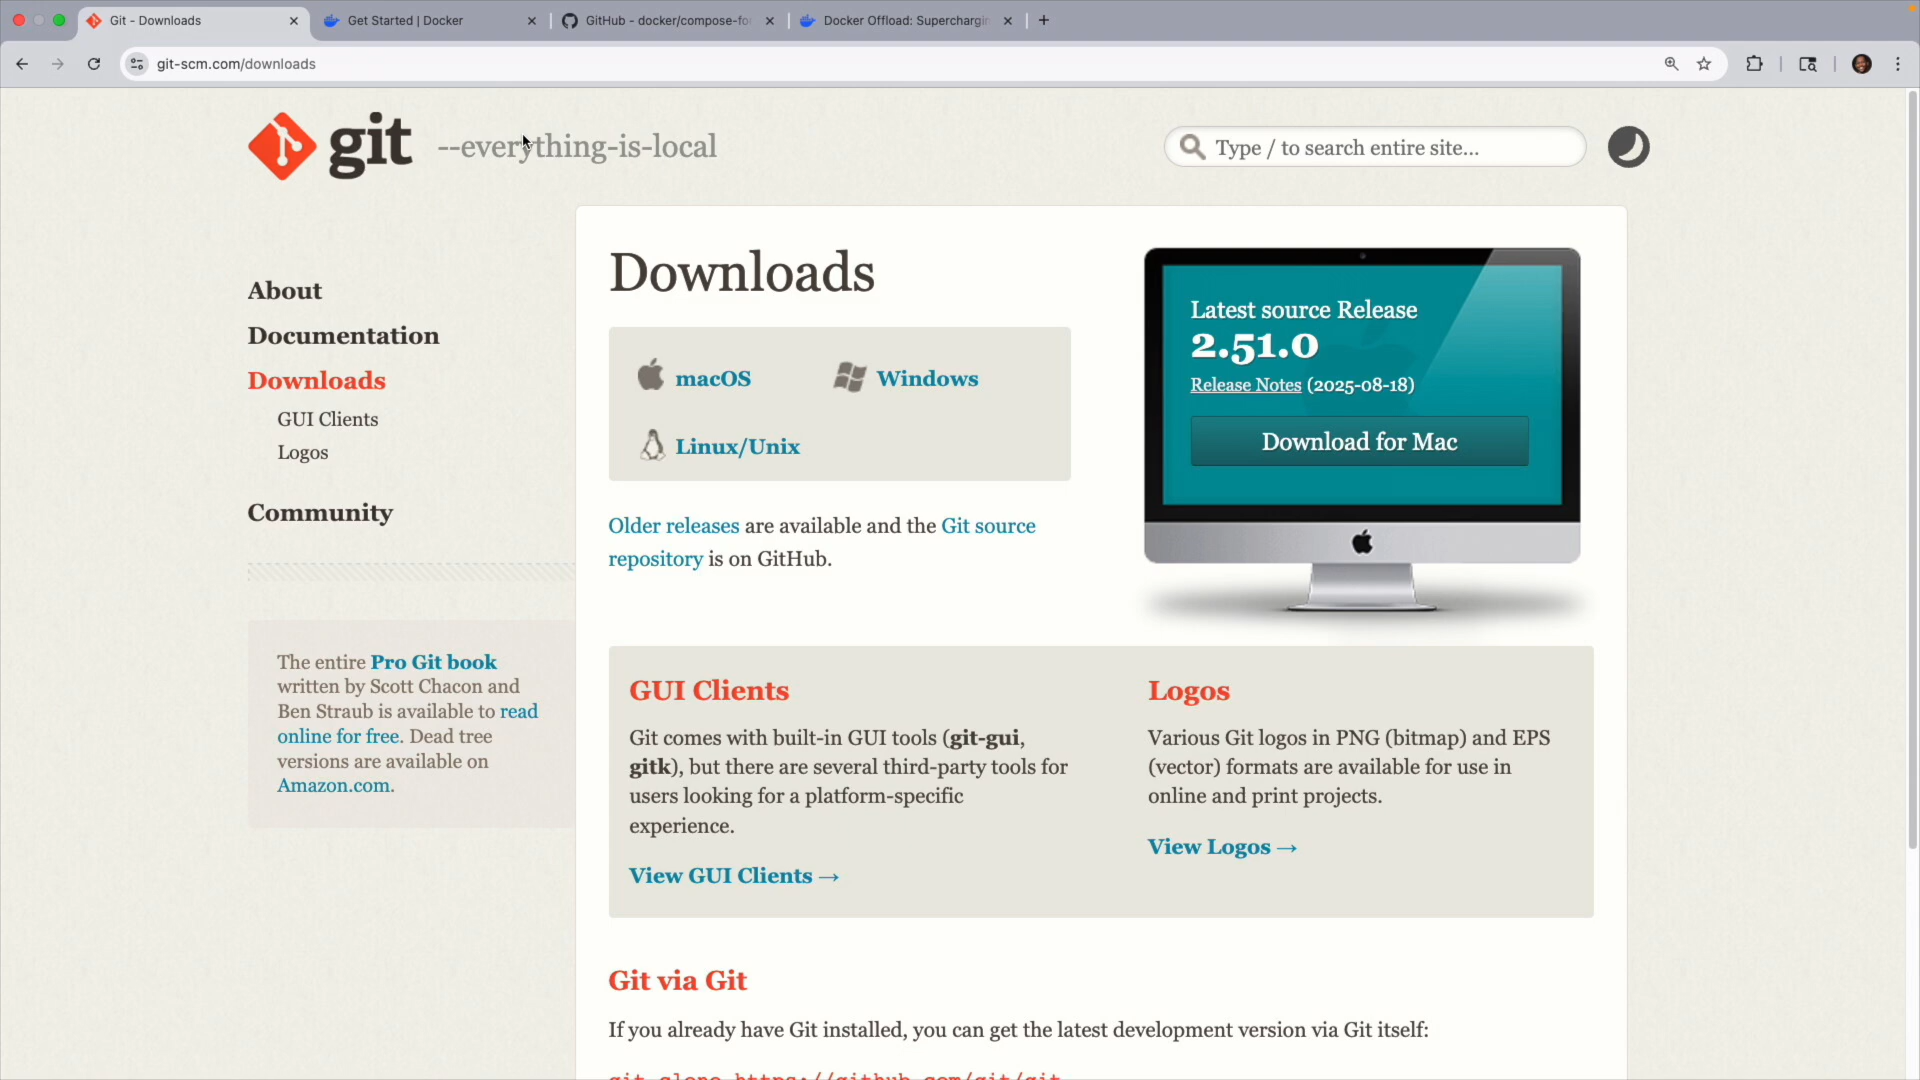 Git - Downloads
Get Started | Docker
GitHub - docker/compose-fo
Docker Offload: Superchargin
git-scm.com/downloads
git
--everything-is-local
Type / to search entire site...
About
Documentation
Downloads
GUI Clients
Logos
Community
The entire Pro Git book
written by Scott Chacon and
Ben Straub is available to read
online for free. Dead tree
versions are available on
Amazon.com.
Downloads
macOS
Windows
Linux/Unix
Older releases are available and the Git source
repository is on GitHub.
Latest source Release
2.51.0
Release Notes (2025-08-18)
Download for Mac
GUI Clients
Git comes with built-in GUI tools (git-gui,
gitk), but there are several third-party tools for
users looking for a platform-specific
experience.
View GUI Clients →
Logos
Various Git logos in PNG (bitmap) and EPS
(vector) formats are available for use in
online and print projects.
View Logos →
Git via Git
If you already have Git installed, you can get the latest development version via Git itself:
git clone https://github.com/git/git